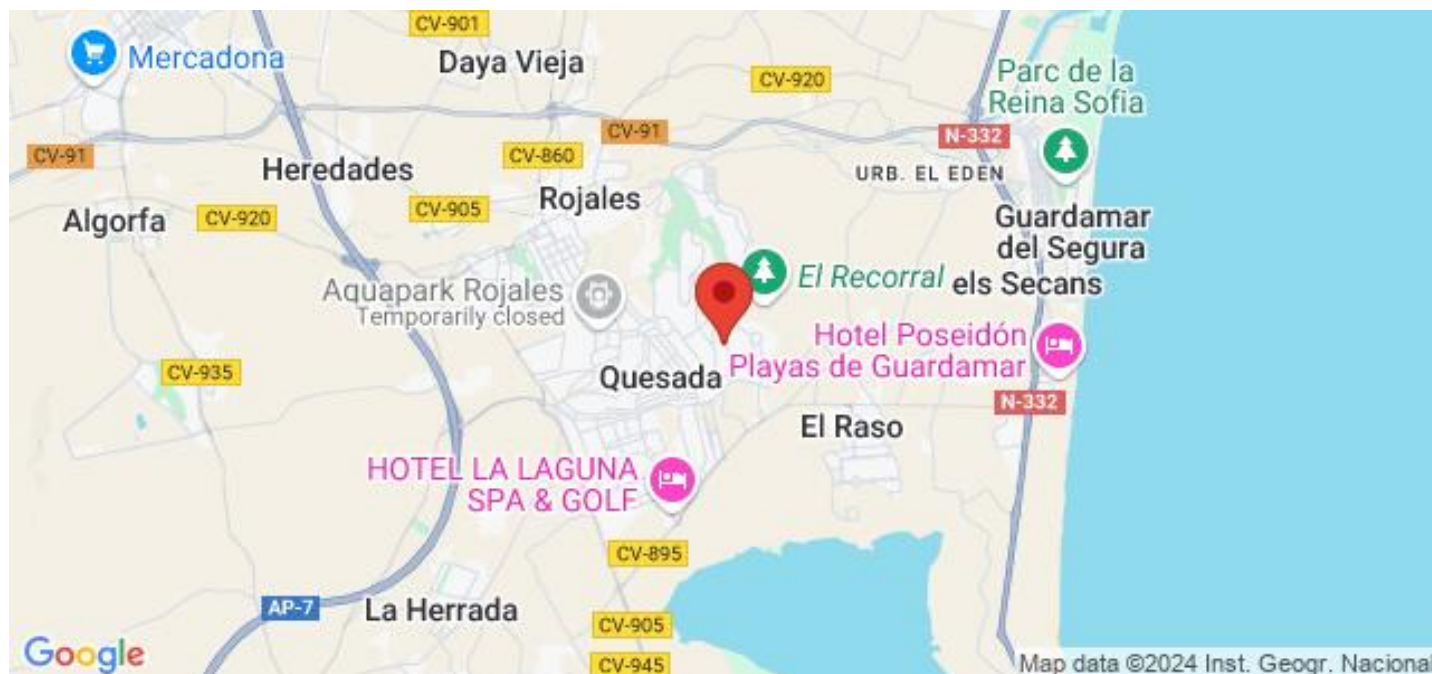 CV-901
Mercadona
Daya Vieja
CV-920
Parc de la
Reina Sofia
CV-91
N-332
CV-91
CV-860
Heredades
URB. EL EDEN
Rojales
CV-905
CV-920
Algorfa
Guardamar
del Segura
El Recorral
els Secans
Aquapark Rojales
Temporarily closed
Hotel Poseidón
Playas de Guardamar
CV-935
Quesada
N-332
El Raso
HOTEL LA LAGUNA
SPA & GOLF
CV-895
AP-7
La Herrada
CV-905
CV-945
Google
Map data ©2024 Inst. Geogr. Nacional